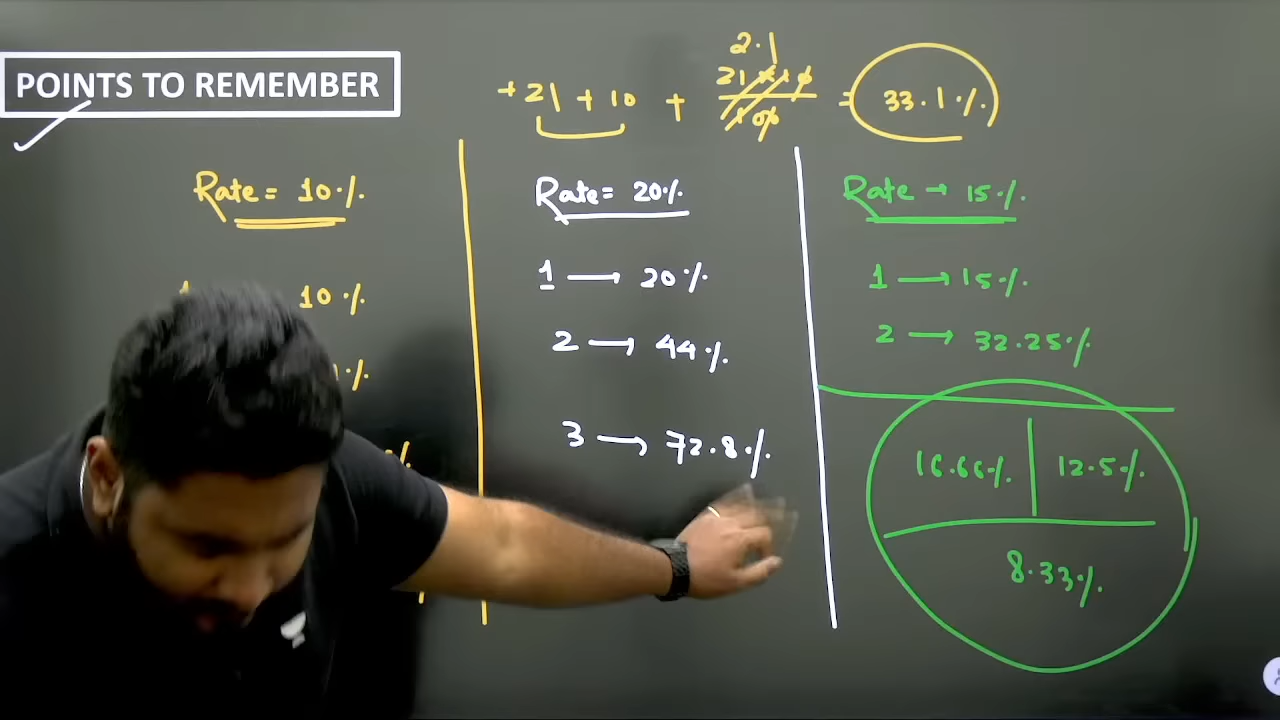 POINTS TO REMEMBER
+21 + 10 + 21×10/100 = 33.1%
2.1
Rate = 10%
10%
%
%
Rate = 20%
1 → 20%
2 → 44%
3 → 72.8%
Rate → 15%
1 → 15%
2 → 32.25%
16.66% 12.5%
8.33%